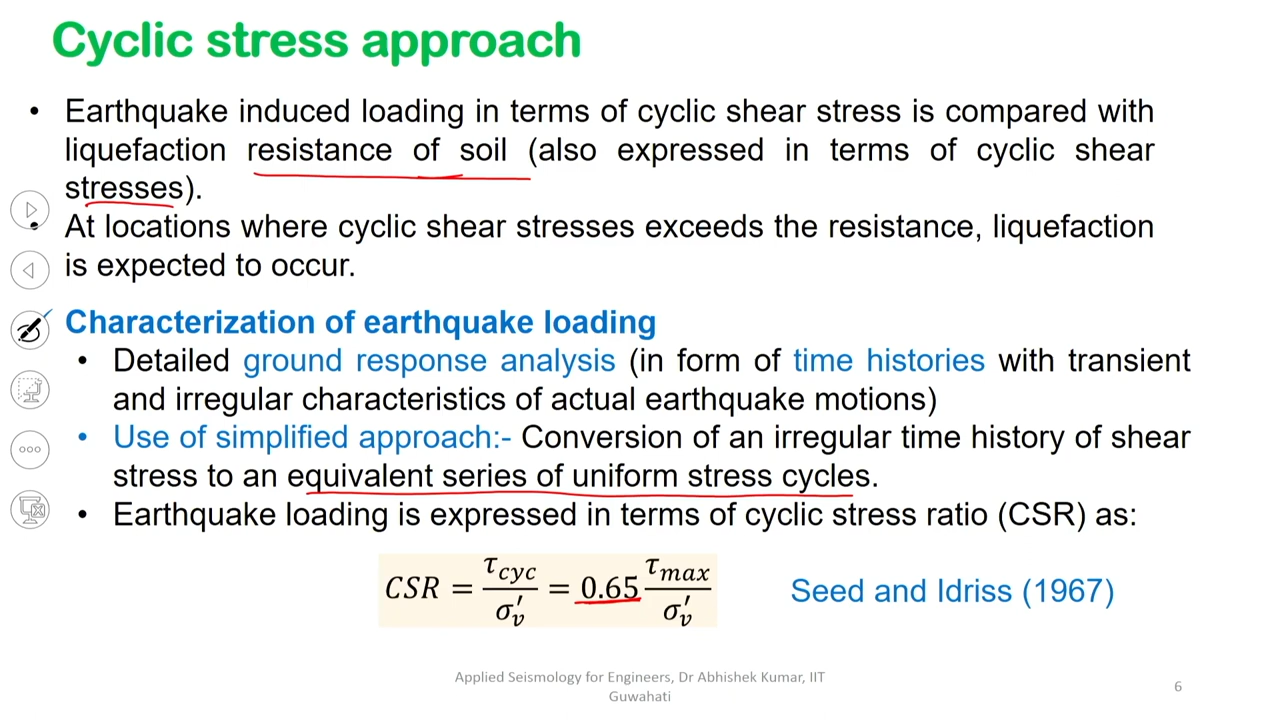 Cyclic stress approach
• Earthquake induced loading in terms of cyclic shear stress is compared with
liquefaction resistance of soil (also expressed in terms of cyclic shear
stresses).
• At locations where cyclic shear stresses exceeds the resistance, liquefaction
is expected to occur.
Characterization of earthquake loading
• Detailed ground response analysis (in form of time histories with transient
and irregular characteristics of actual earthquake motions)
• Use of simplified approach:- Conversion of an irregular time history of shear
stress to an equivalent series of uniform stress cycles.
• Earthquake loading is expressed in terms of cyclic stress ratio (CSR) as:
CSR = τcyc/σ′v = 0.65 τmax/σ′v
Seed and Idriss (1967)
Applied Seismology for Engineers, Dr Abhishek Kumar, IIT
Guwahati
6